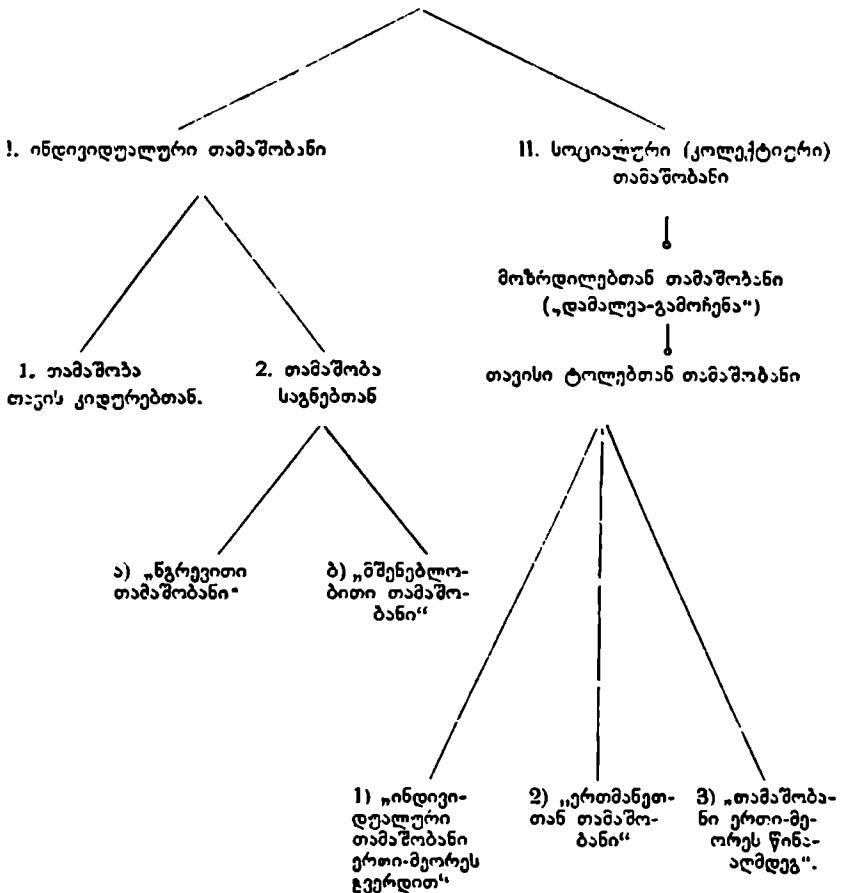 I. ინდივიდუალური თამაშობანი
II. სოციალური (კოლექტიური)
თამაშობანი
მოზრდილებთან თამაშობანი
(„დამალვა-გამოჩენა“)
1. თამაშობა
თავის კიდურებთან.
2. თამაშობა
საგნებთან
თავისი ტოლებთან თამაშობანი
ა) „ნგრევითი
თამაშობანი“
ბ) „მშენებლო-
ბითი თამაშო-
ბანი“
1) „ინდივი-
დუალური
თამაშობანი
ერთი-მეორეს
გვერდით“
2) „ერთმანეთ-
თან თამაშო-
ბანი“
3) „თამაშობა-
ნი ერთი-მე-
ორეს წინა-
აღმდეგ“.